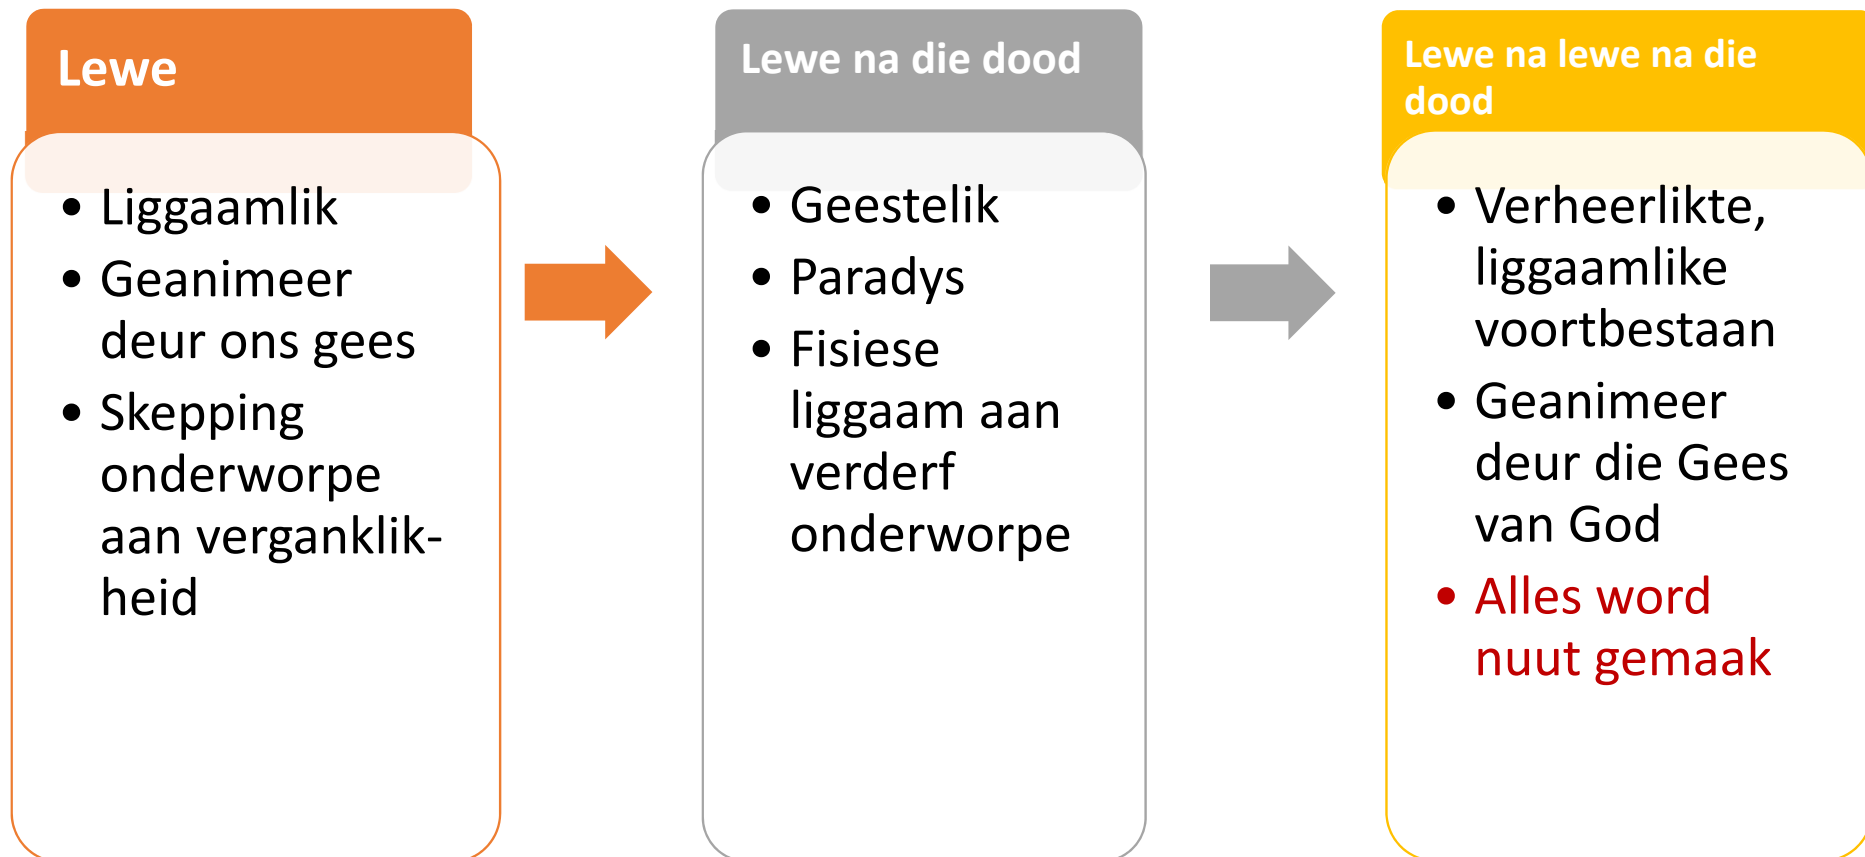 Lewe
• Liggaamlik
• Geanimeer
deur ons gees
• Skepping
onderworpe
aan verganklik-
heid
Lewe na die dood
• Geestelik
• Paradys
• Fisiese
liggaam aan
verderf
onderworpe
Lewe na lewe na die
dood
• Verheerlikte,
liggaamlike
voortbestaan
• Geanimeer
deur die Gees
van God
• Alles word
nuut gemaak